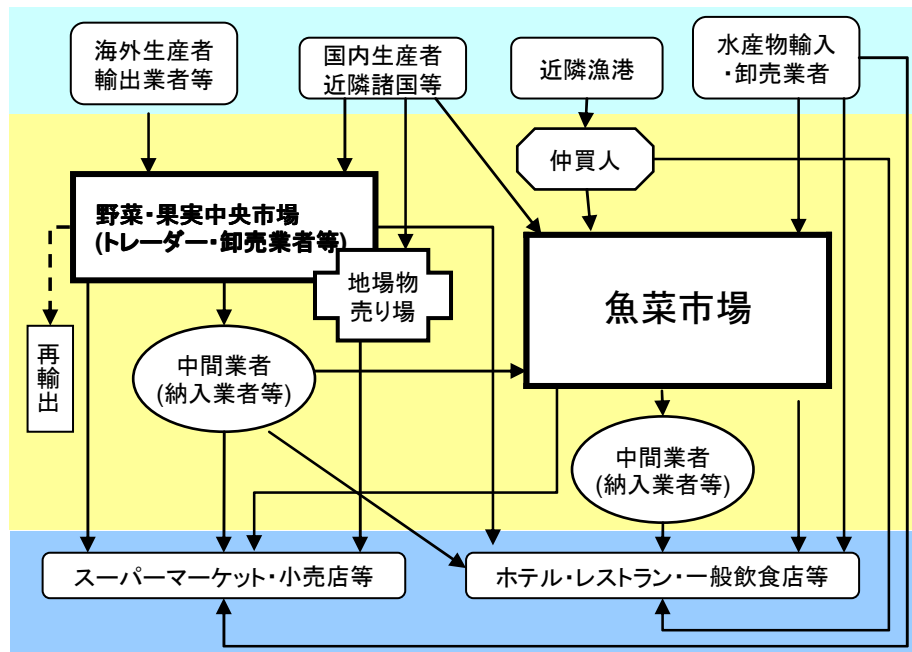 海外生産者
輸出業者等
国内生産者
近隣諸国等
近隣漁港
水産物輸入
・卸売業者
仲買人
野菜・果実中央市場
(トレーダー・卸売業者等)
地場物
売り場
魚菜市場
再
輸
出
中間業者
(納入業者等)
中間業者
(納入業者等)
スーパーマーケット・小売店等
ホテル・レストラン・一般飲食店等